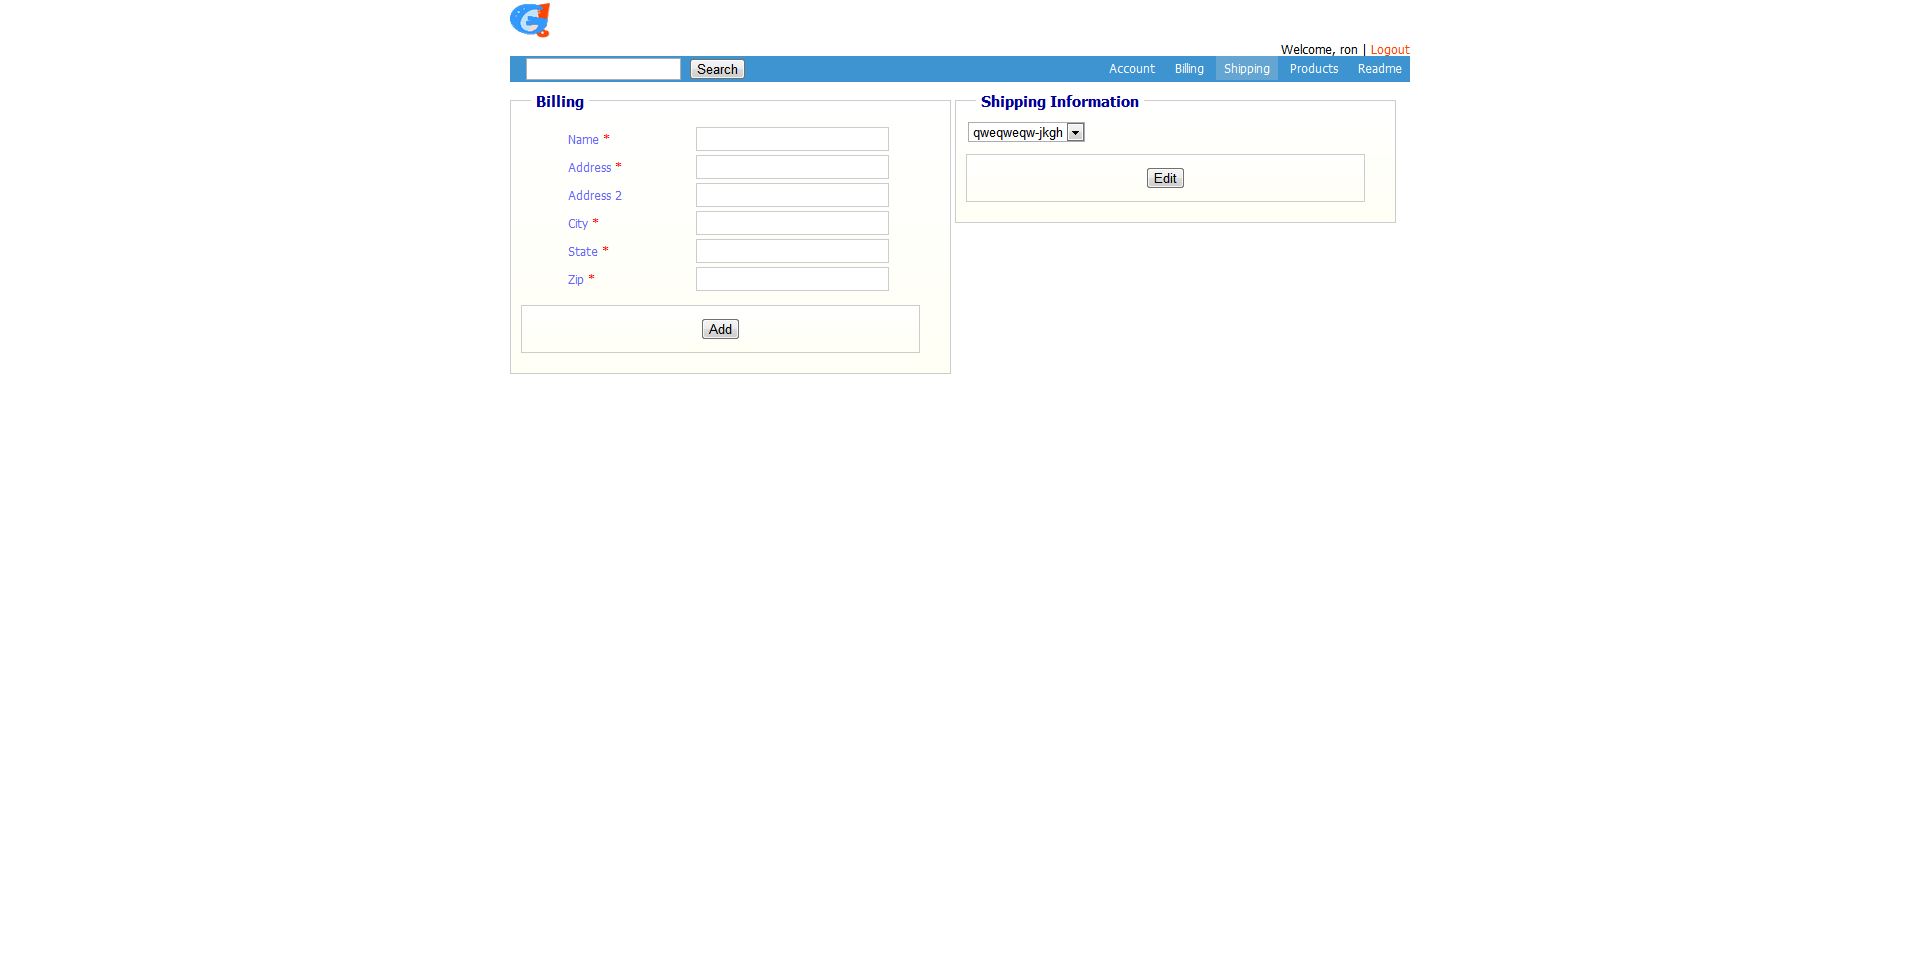 Welcome, ron | Logout
Search Account Billing Shipping Products Readme
Billing
Name *
Address *
Address 2
City *
State *
Zip *
Add
Shipping Information
qweqweqw-jkgh
Edit